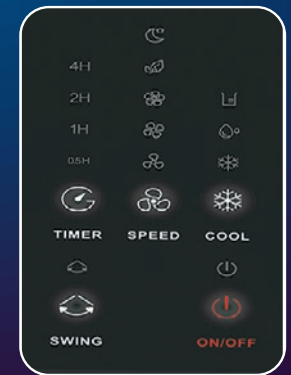 4H
2H
1H
0.5H
TIMER SPEED COOL
SWING ON/OFF